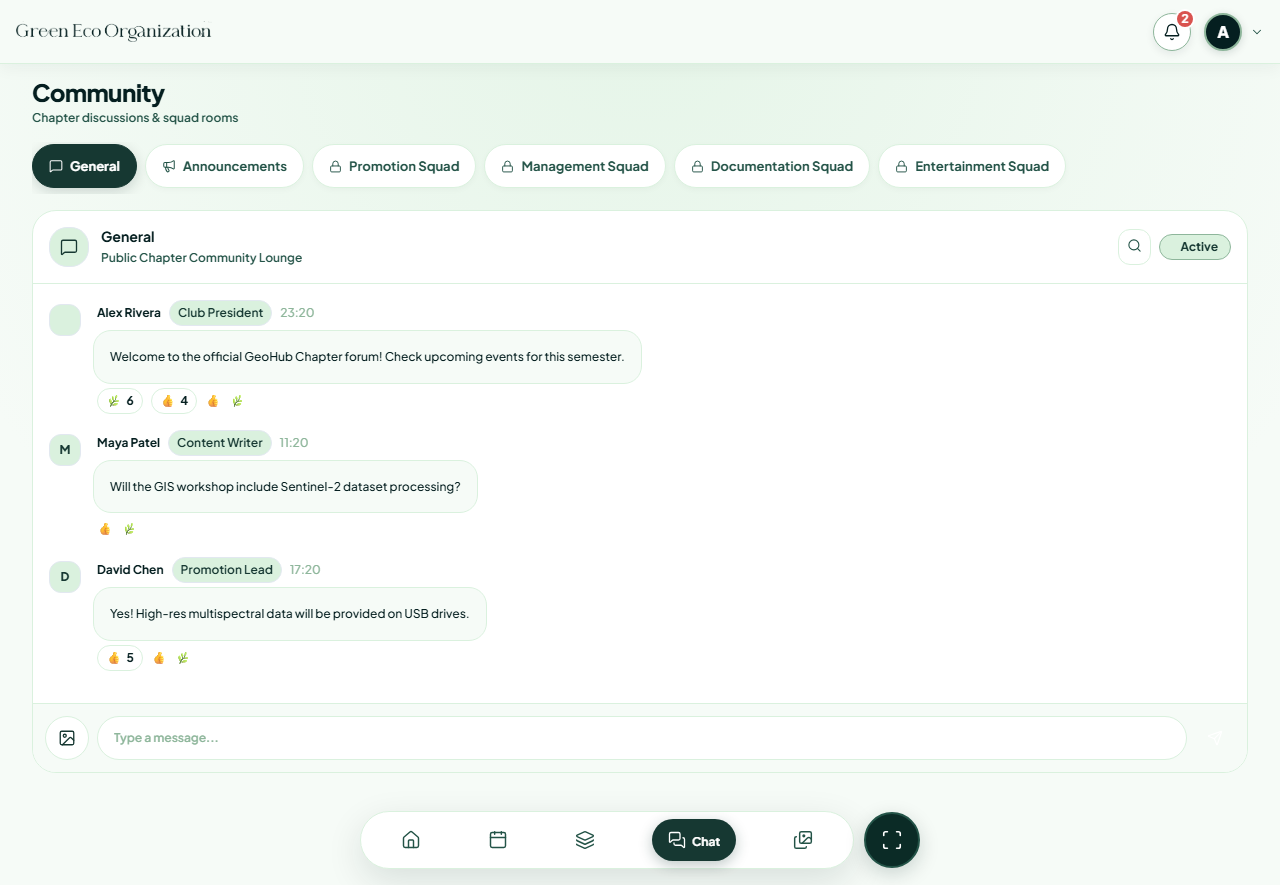 Green Eco Organization
2
A
Community
Chapter discussions & squad rooms
General
Announcements
Promotion Squad
Management Squad
Documentation Squad
Entertainment Squad
General
Public Chapter Community Lounge
Active
Alex Rivera Club President 23:20
Welcome to the official GeoHub Chapter forum! Check upcoming events for this semester.
🌿 6 👍 4 👍 🌿
M
Maya Patel Content Writer 11:20
Will the GIS workshop include Sentinel-2 dataset processing?
👍 🌿
D
David Chen Promotion Lead 17:20
Yes! High-res multispectral data will be provided on USB drives.
👍 5 👍 🌿
Type a message...
Chat